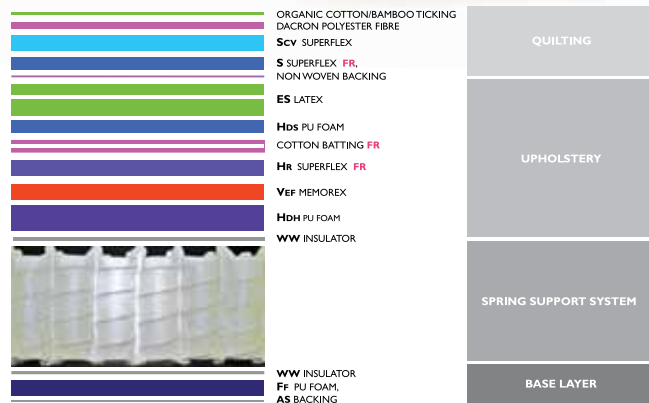 ORGANIC COTTON/BAMBOO TICKING
DACRON POLYESTER FIBRE
SCV SUPERFLEX
S SUPERFLEX FR,
NON WOVEN BACKING
ES LATEX
HDS PU FOAM
COTTON BATTING FR
HR SUPERFLEX FR
VEF MEMOREX
HDH PU FOAM
WW INSULATOR
WW INSULATOR
FF PU FOAM,
AS BACKING
QUILTING
UPHOLSTERY
SPRING SUPPORT SYSTEM
BASE LAYER